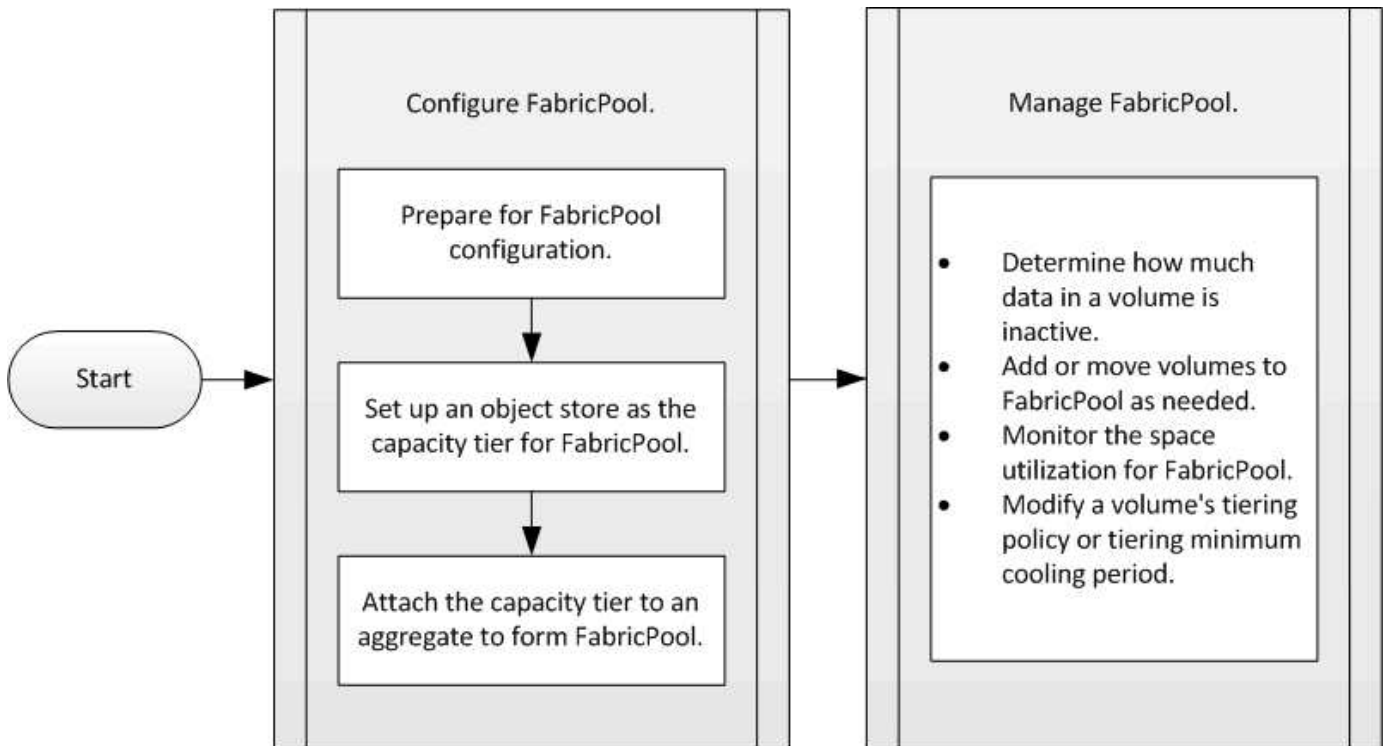 Start
Configure FabricPool.
Prepare for FabricPool
configuration.
Set up an object store as the
capacity tier for FabricPool.
Attach the capacity tier to an
aggregate to form FabricPool.
Manage FabricPool.
• Determine how much
data in a volume is
inactive.
• Add or move volumes to
FabricPool as needed.
• Monitor the space
utilization for FabricPool.
• Modify a volume's tiering
policy or tiering minimum
cooling period.